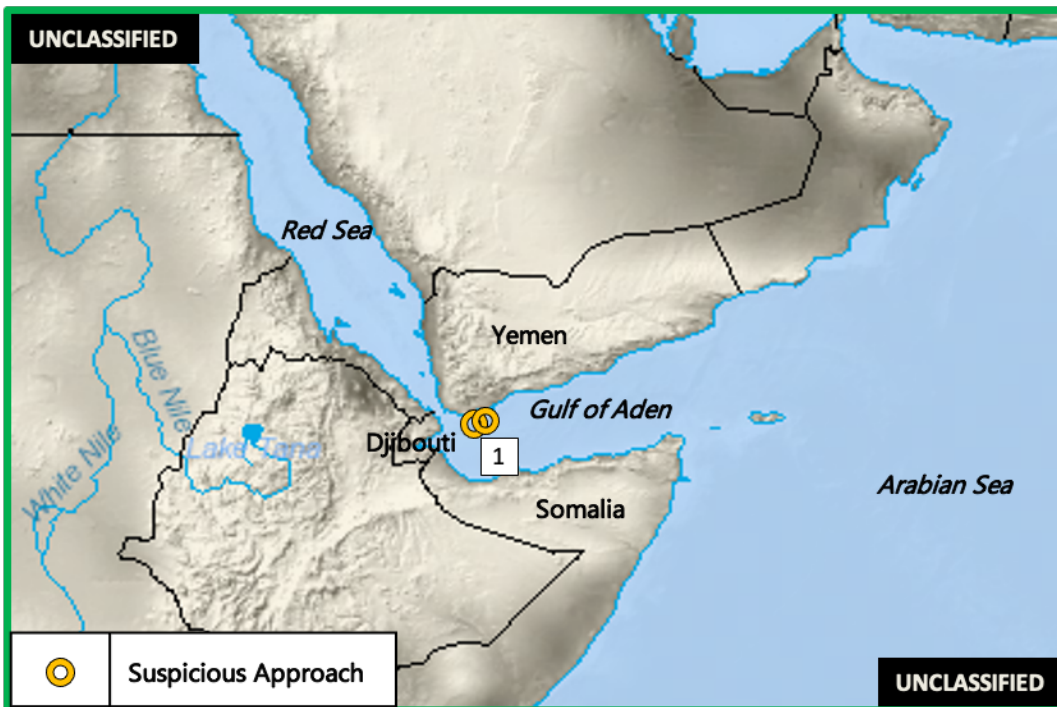 UNCLASSIFIED
Red Sea
Yemen
Blue Nile
Gulf of Aden
Djibouti
Lake Tana
1
White Nile
Arabian Sea
Somalia
Suspicious Approach
UNCLASSIFIED